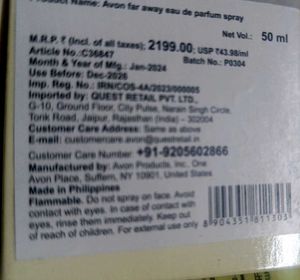 Product Name: Avon far away eau de parfum spray
Net Vol.: 50 ml
M.R.P. ₹ (Incl. of all taxes): 2199.00; USP ₹43.98/ml
Article No.: C36847 Batch No.: P0304
Month & Year of Mfg.: Jan-2024
Use Before: Dec-2026
Import Reg. No.: IRN/COS-4A/2023/000005
Imported by: QUEST RETAIL PVT. LTD.,
G-10, Ground Floor, City Pulse, Narain Singh Circle,
Tonk Road, Jaipur, Rajasthan (India) - 302004
Customer Care Address: Same as above
E-mail: customercare.avon@questretail.in
Customer Care Number: +91-9205602866
Manufactured by: Avon Products, Inc., One
Avon Place, Suffern, NY 10901, United States
Made in Philippines
Flammable. Do not spray on face. Avoid
contact with eyes. In case of contact with
eyes, rinse them immediately. Keep out
of reach of children. For external use only.
8904351811303